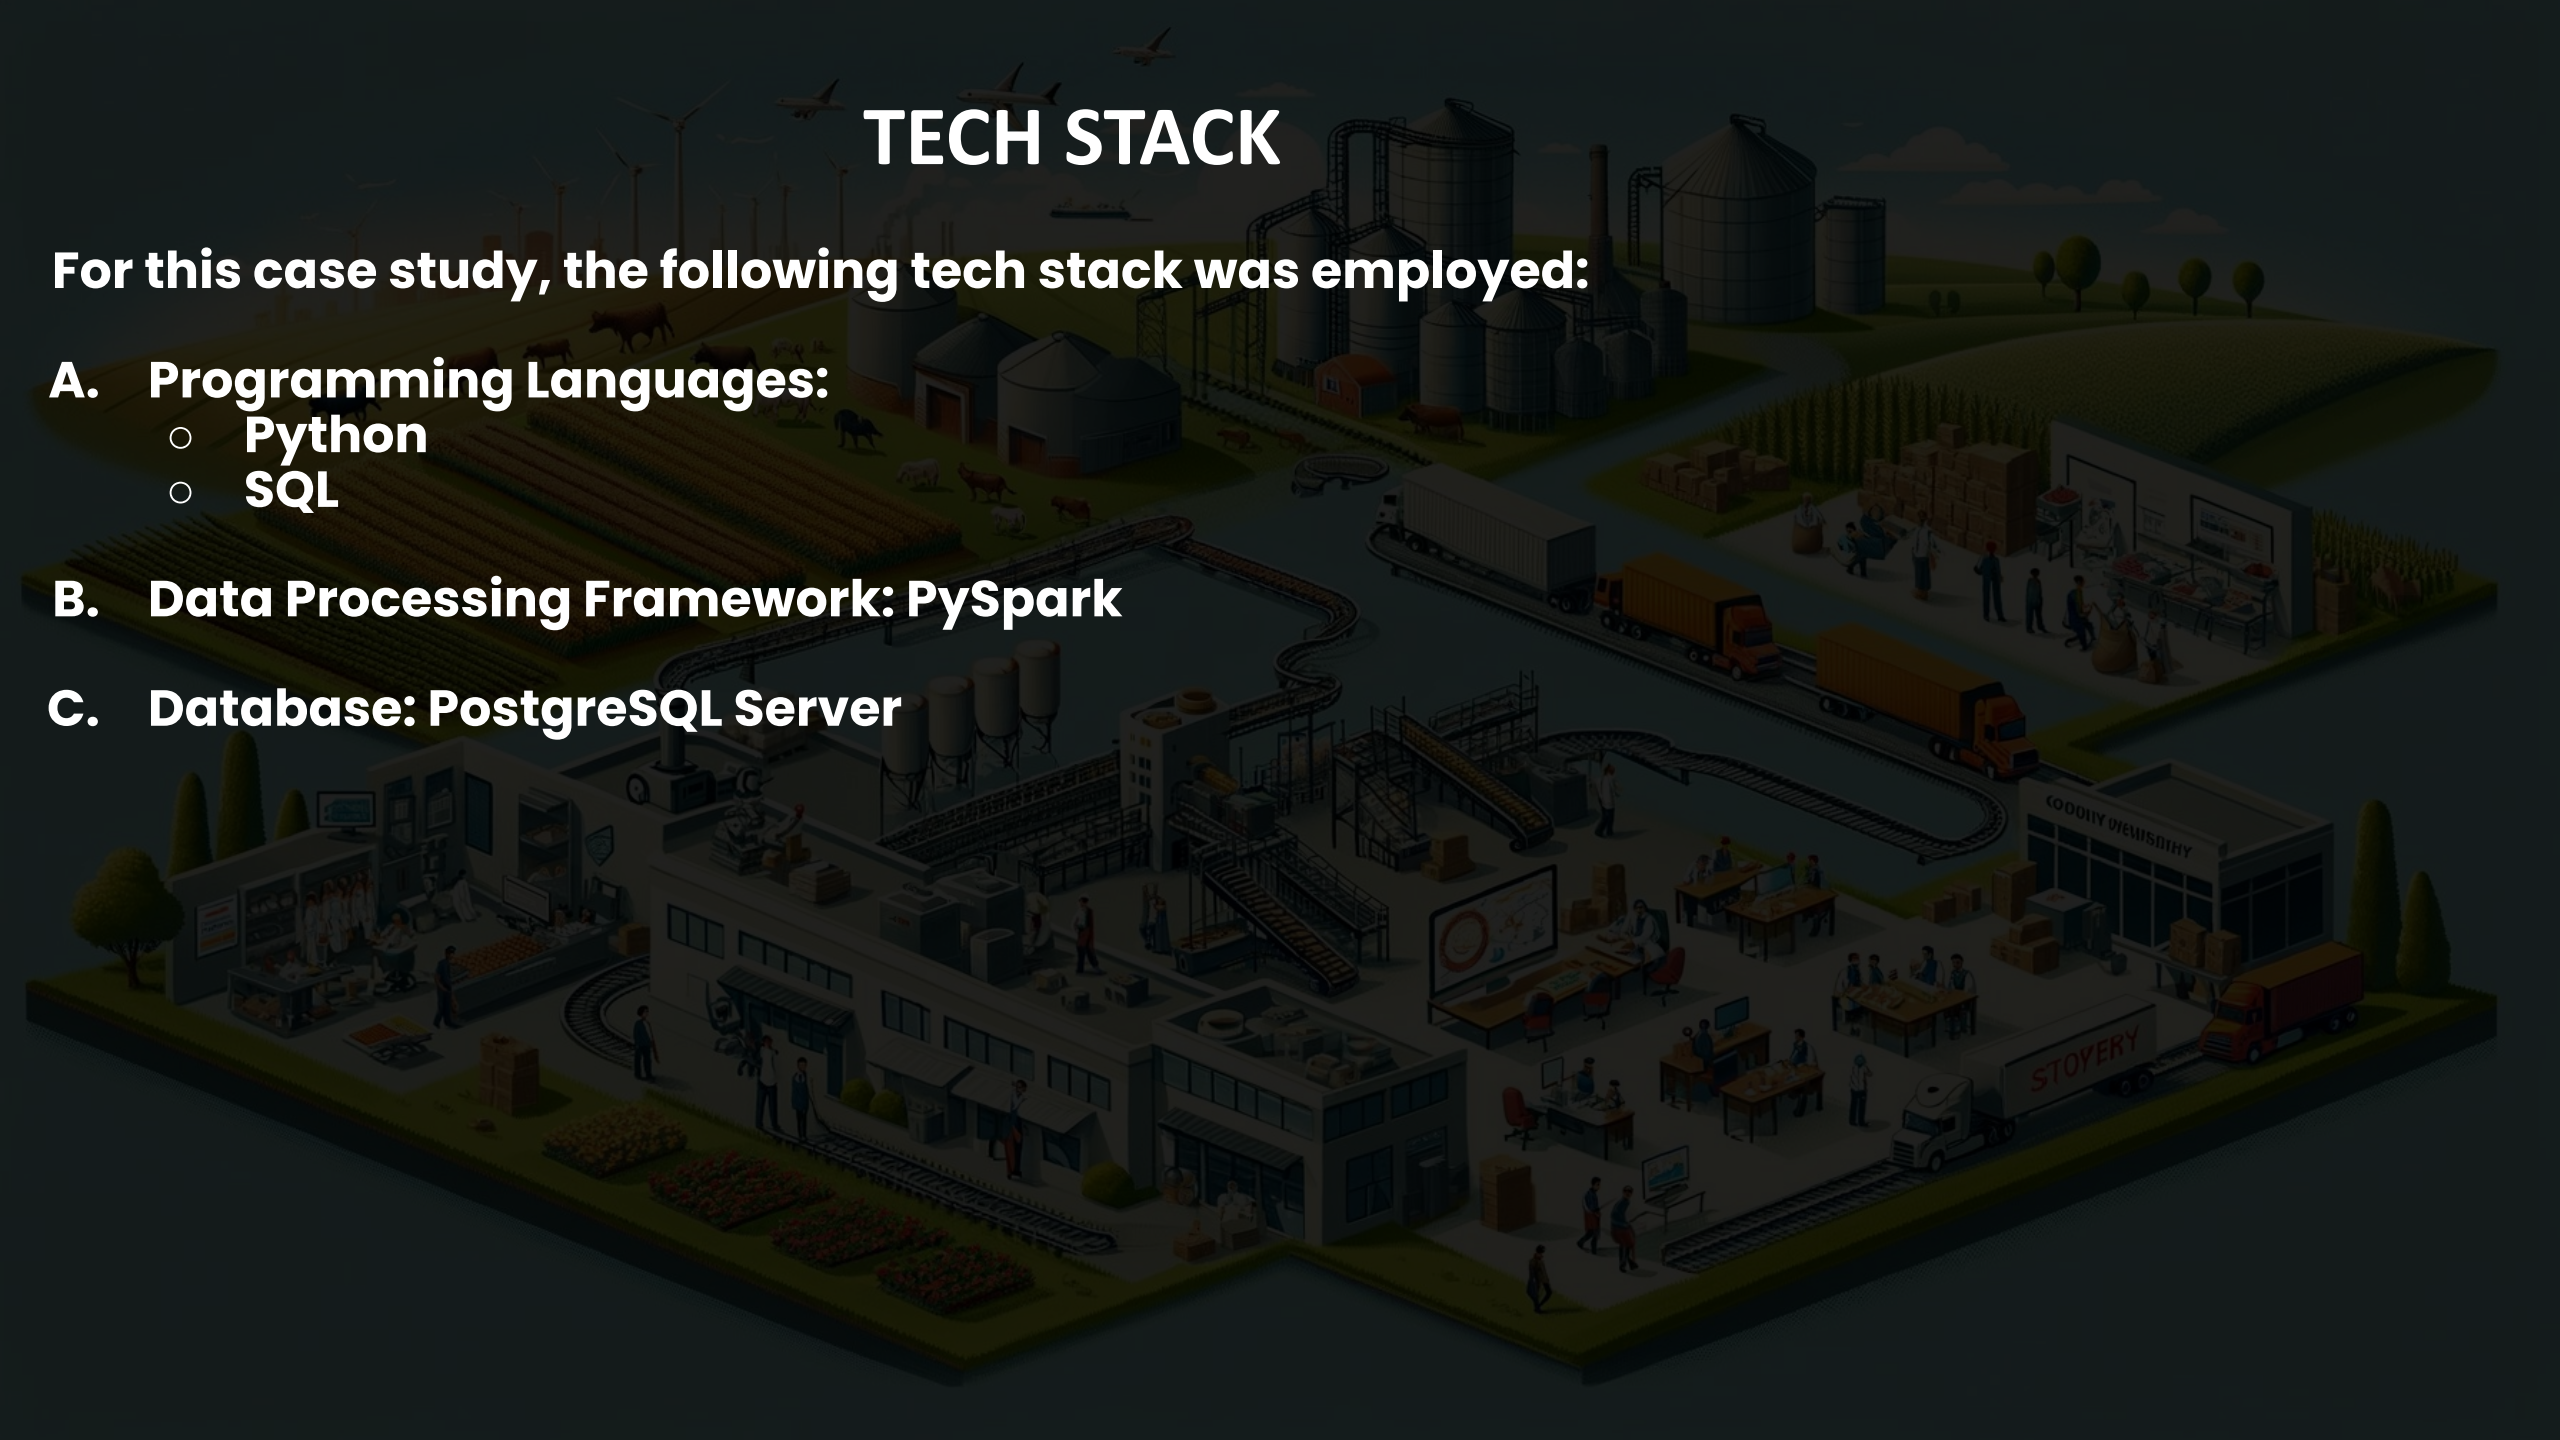 TECH STACK
For this case study, the following tech stack was employed:
A. Programming Languages:
○ Python
○ SQL
B. Data Processing Framework: PySpark
C. Database: PostgreSQL Server
STOYERY